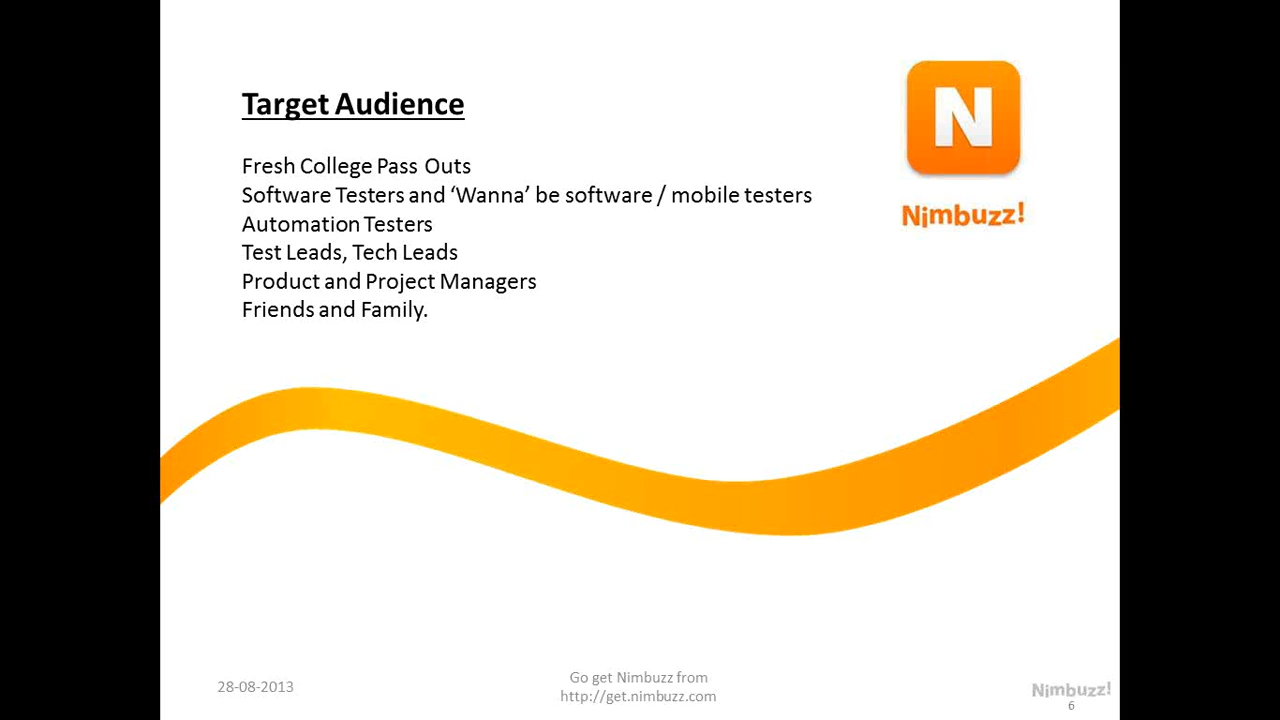 Target Audience
N
Nimbuzz!
Fresh College Pass Outs
Software Testers and ‘Wanna’ be software / mobile testers
Automation Testers
Test Leads, Tech Leads
Product and Project Managers
Friends and Family.
28-08-2013
Go get Nimbuzz from
http://get.nimbuzz.com
Nimbuzz!
6